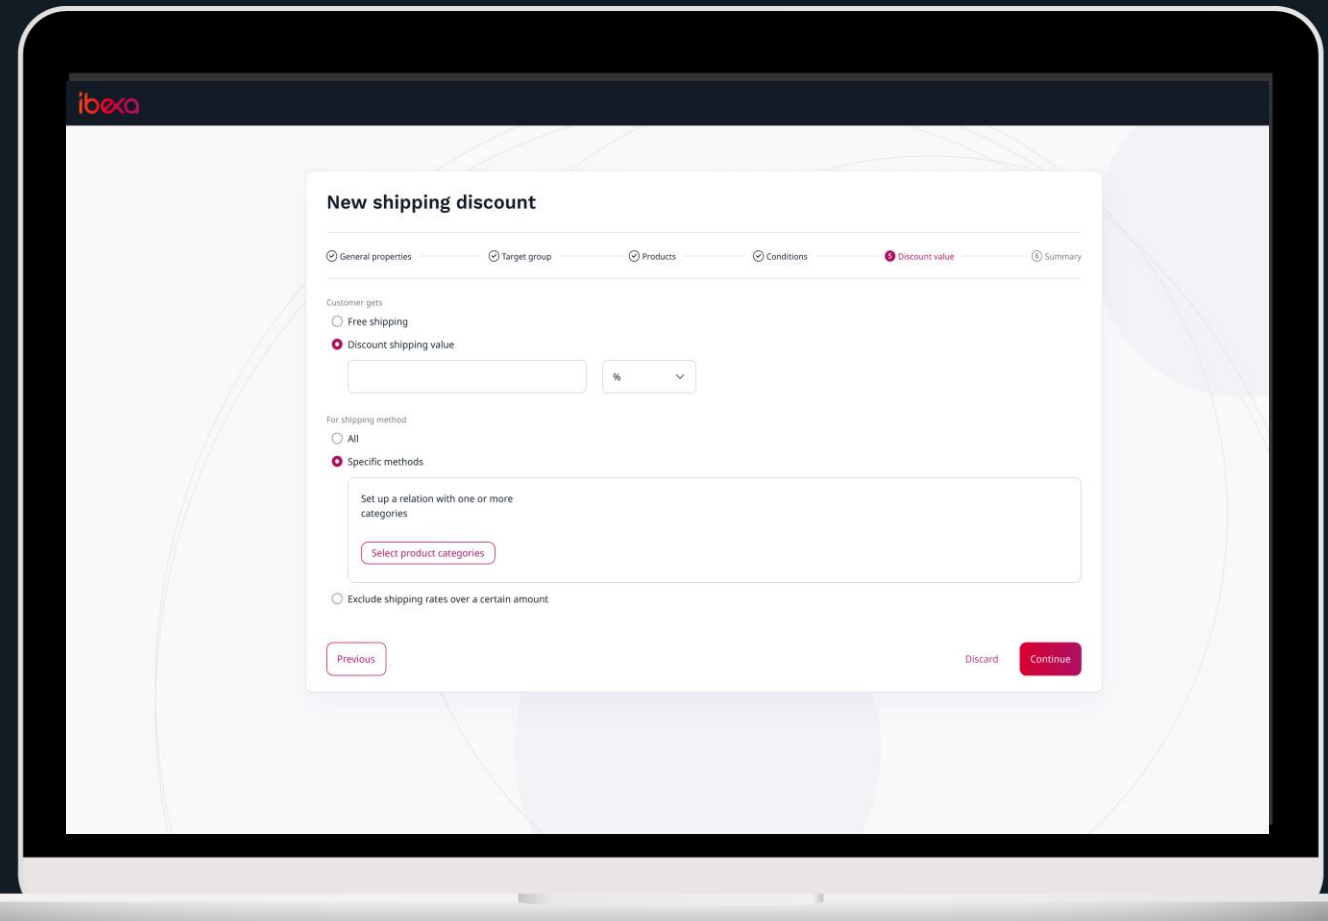 ibexa
New shipping discount
General properties Target group Products Conditions 5 Discount value 6 Summary
Customer gets
Free shipping
Discount shipping value
%
For shipping method
All
Specific methods
Set up a relation with one or more
categories
Select product categories
Exclude shipping rates over a certain amount
Previous Discard Continue